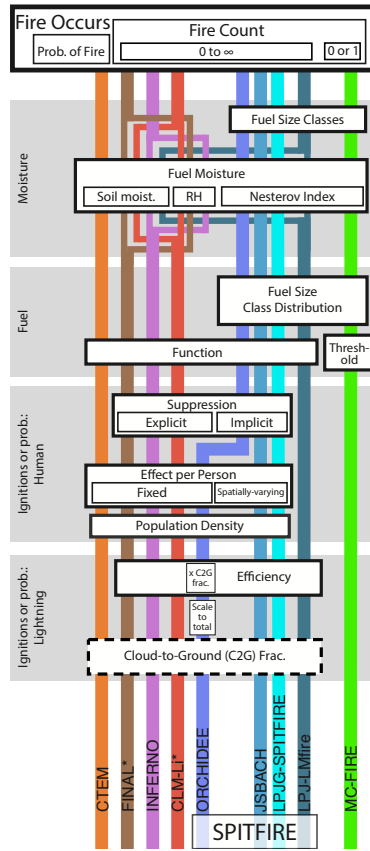 Fire Occurs
Prob. of Fire
Fire Count
0 to ∞
0 or 1
Moisture
Fuel Size Classes
Fuel Moisture
Soil moist.
RH
Nesterov Index
Fuel
Fuel Size
Class Distribution
Function
Thresh-
old
Ignitions or prob.:
Human
Suppression
Explicit
Implicit
Effect per Person
Fixed
Spatially-varying
Population Density
Ignitions or prob.:
Lightning
x C2G
frac.
Efficiency
Scale
to
total
Cloud-to-Ground (C2G) Frac.
CTEM
FINAL*
INFERNO
CLM-Li*
ORCHIDEE
JSBACH
LPJG-SPITFIRE
LPJ-LMfire
MC-FIRE
SPITFIRE